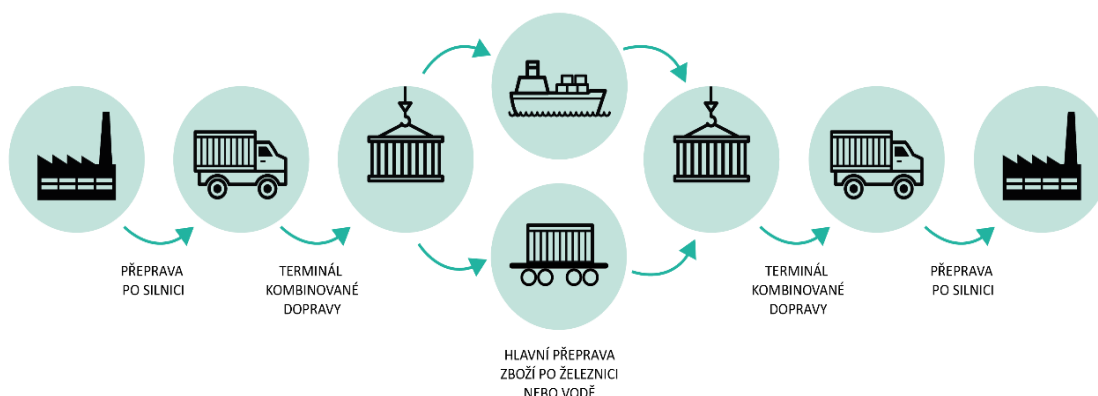 PŘEPRAVA
PO SILNICI
TERMINÁL
KOMBINOVANÉ
DOPRAVY
HLAVNÍ PŘEPRAVA
ZBOŽÍ PO ŽELEZNICI
NEBO VODĚ
TERMINÁL
KOMBINOVANÉ
DOPRAVY
PŘEPRAVA
PO SILNICI